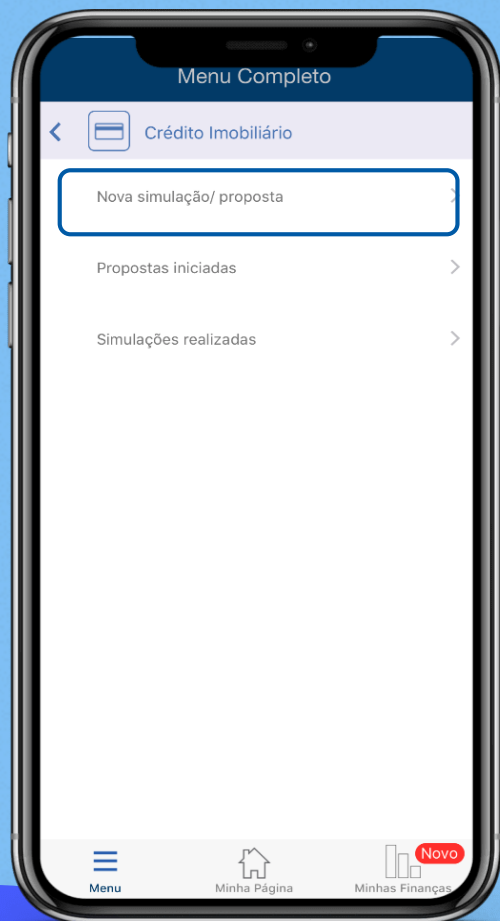 Menu Completo
Crédito Imobiliário
Nova simulação/ proposta
Propostas iniciadas
Simulações realizadas
Novo
Menu
Minha Página
Minhas Finanças